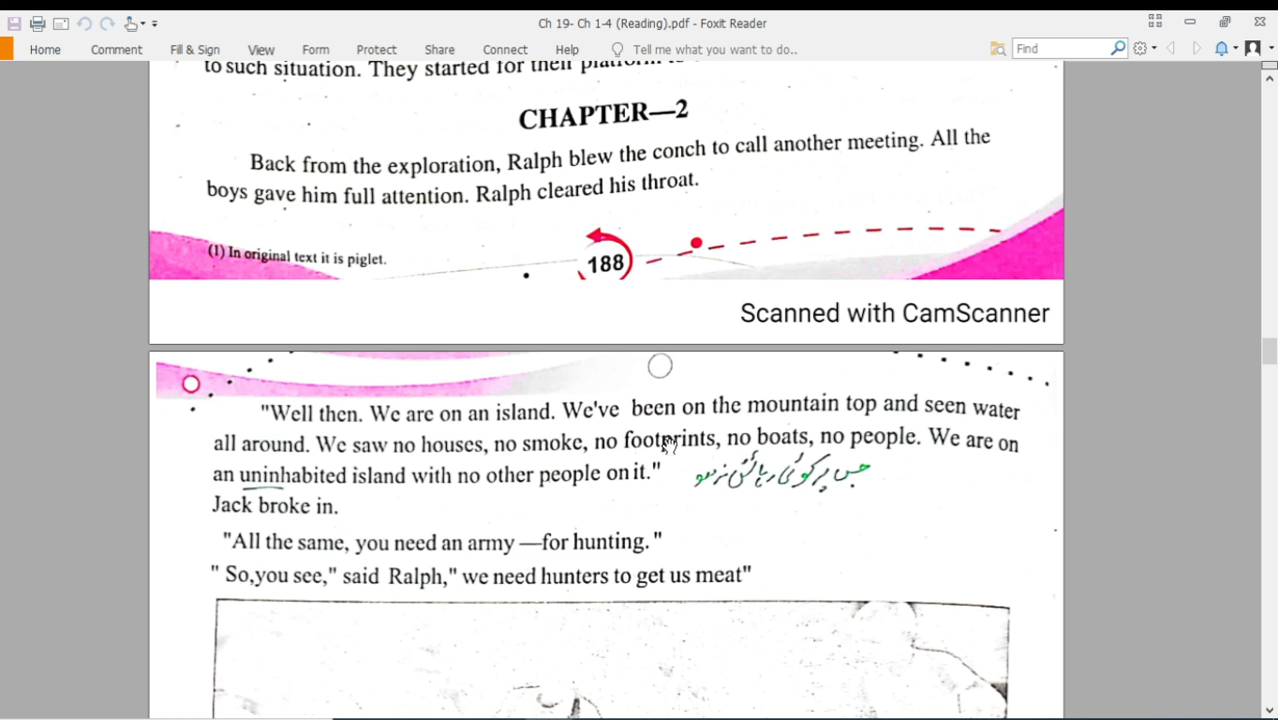 Ch 19- Ch 1-4 (Reading).pdf - Foxit Reader
Home Comment Fill & Sign View Form Protect Share Connect Help Tell me what you want to do.. Find
to such situation. They started for their platform
CHAPTER—2
Back from the exploration, Ralph blew the conch to call another meeting. All the
boys gave him full attention. Ralph cleared his throat.
(1) In original text it is piglet.
188
Scanned with CamScanner
"Well then. We are on an island. We've been on the mountain top and seen water
all around. We saw no houses, no smoke, no footprints, no boats, no people. We are on
an uninhabited island with no other people on it."
جس پر کوئی رہائش نہ ہو
Jack broke in.
"All the same, you need an army —for hunting. "
" So,you see," said Ralph," we need hunters to get us meat"